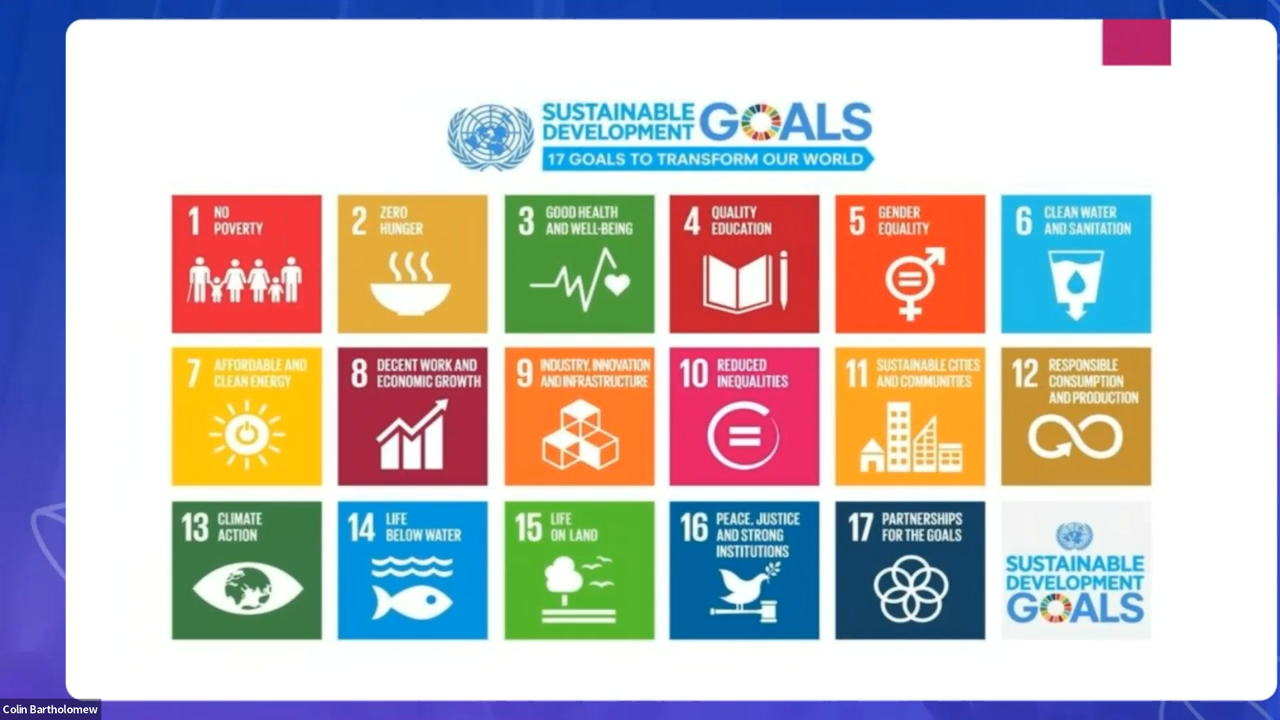 SUSTAINABLE
DEVELOPMENT
GOALS
17 GOALS TO TRANSFORM OUR WORLD
1 NO
POVERTY
2 ZERO
HUNGER
3 GOOD HEALTH
AND WELL-BEING
4 QUALITY
EDUCATION
5 GENDER
EQUALITY
6 CLEAN WATER
AND SANITATION
7 AFFORDABLE AND
CLEAN ENERGY
8 DECENT WORK AND
ECONOMIC GROWTH
9 INDUSTRY, INNOVATION
AND INFRASTRUCTURE
10 REDUCED
INEQUALITIES
11 SUSTAINABLE CITIES
AND COMMUNITIES
12 RESPONSIBLE
CONSUMPTION
AND PRODUCTION
13 CLIMATE
ACTION
14 LIFE
BELOW WATER
15 LIFE
ON LAND
16 PEACE, JUSTICE
AND STRONG
INSTITUTIONS
17 PARTNERSHIPS
FOR THE GOALS
SUSTAINABLE
DEVELOPMENT
GOALS
Colin Bartholomew